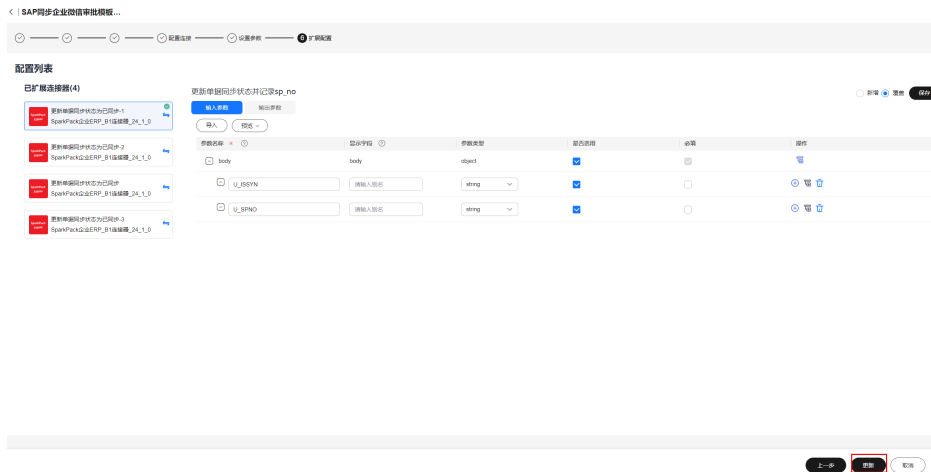 SAP同步企业微信审批模板...
配置连接
设置参数
6 扩展配置
配置列表
已扩展连接器(4)
更新单据同步状态为已同步-1
SparkPack企业ERP_B1连接器_24_1_0
更新单据同步状态为已同步-2
SparkPack企业ERP_B1连接器_24_1_0
更新单据同步状态为已同步
SparkPack企业ERP_B1连接器_24_1_0
更新单据同步状态为已同步-3
SparkPack企业ERP_B1连接器_24_1_0
更新单据同步状态并记录sp_no
新增 覆盖 保存
输入参数 输出参数
导入 预览
参数名称 * 显示字段 参数类型 是否启用 必填 操作
body body object
U_ISSYN 请输入别名 string
U_SPNO 请输入别名 string
上一步 更新 取消